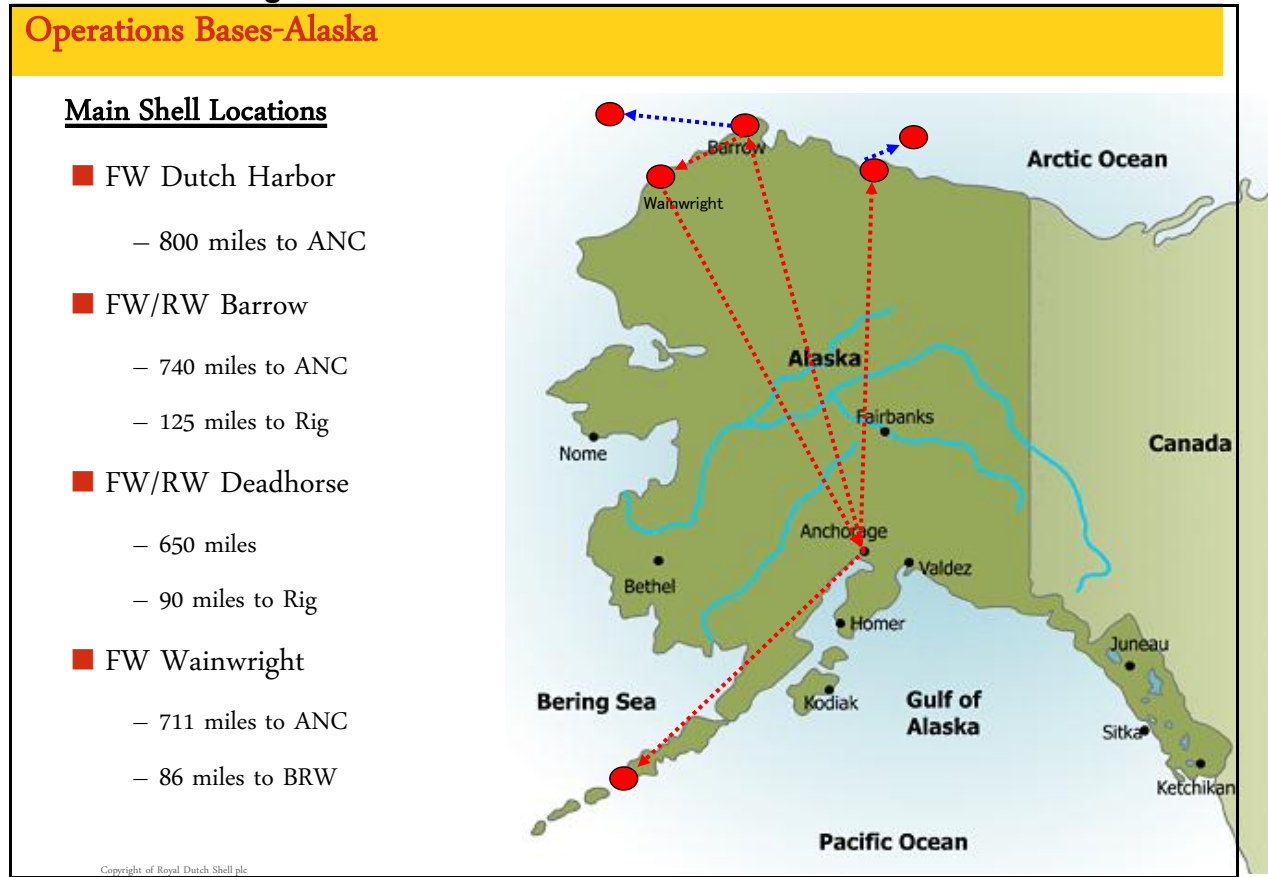 Operations Bases-Alaska
Main Shell Locations
FW Dutch Harbor
– 800 miles to ANC
FW/RW Barrow
– 740 miles to ANC
– 125 miles to Rig
FW/RW Deadhorse
– 650 miles
– 90 miles to Rig
FW Wainwright
– 711 miles to ANC
– 86 miles to BRW
Copyright of Royal Dutch Shell plc
Barrow
Arctic Ocean
Wainwright
Alaska
Fairbanks
Nome
Canada
Anchorage
Bethel
Valdez
Homer
Juneau
Bering Sea
Kodiak
Gulf of
Alaska
Sitka
Ketchikan
Pacific Ocean